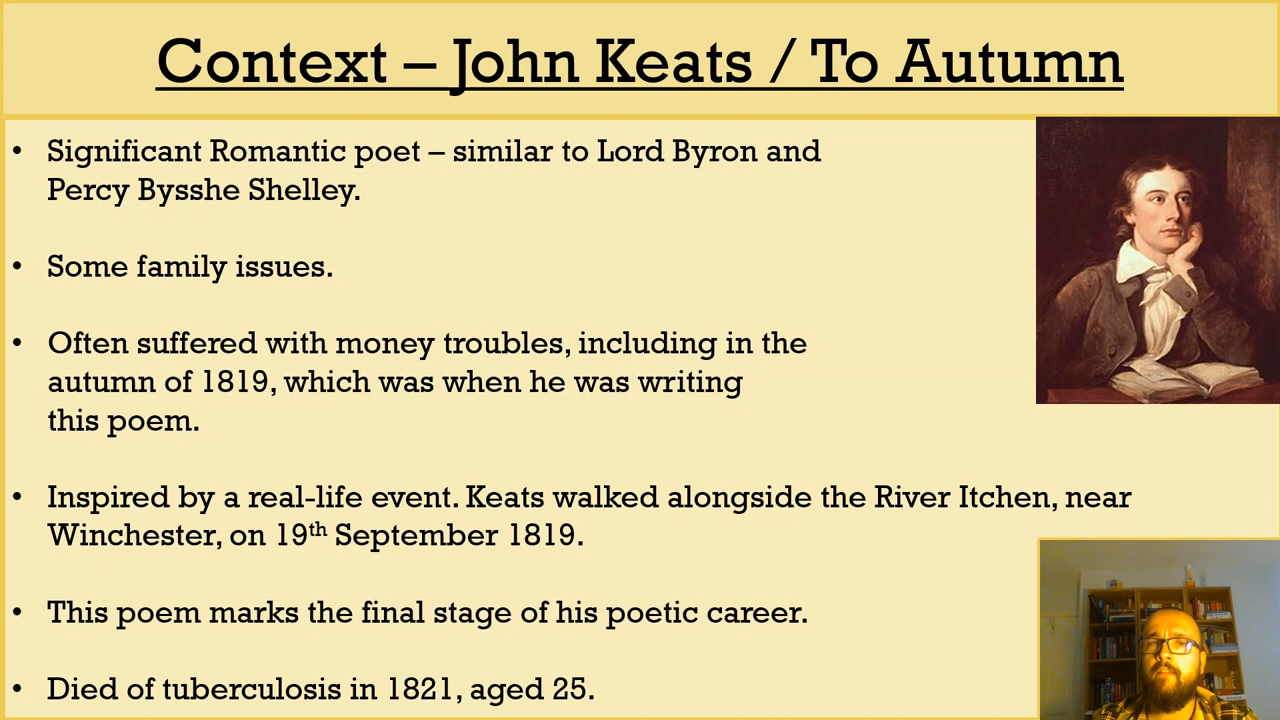 Context – John Keats / To Autumn
• Significant Romantic poet – similar to Lord Byron and
Percy Bysshe Shelley.
• Some family issues.
• Often suffered with money troubles, including in the
autumn of 1819, which was when he was writing
this poem.
• Inspired by a real-life event. Keats walked alongside the River Itchen, near
Winchester, on 19th September 1819.
• This poem marks the final stage of his poetic career.
• Died of tuberculosis in 1821, aged 25.